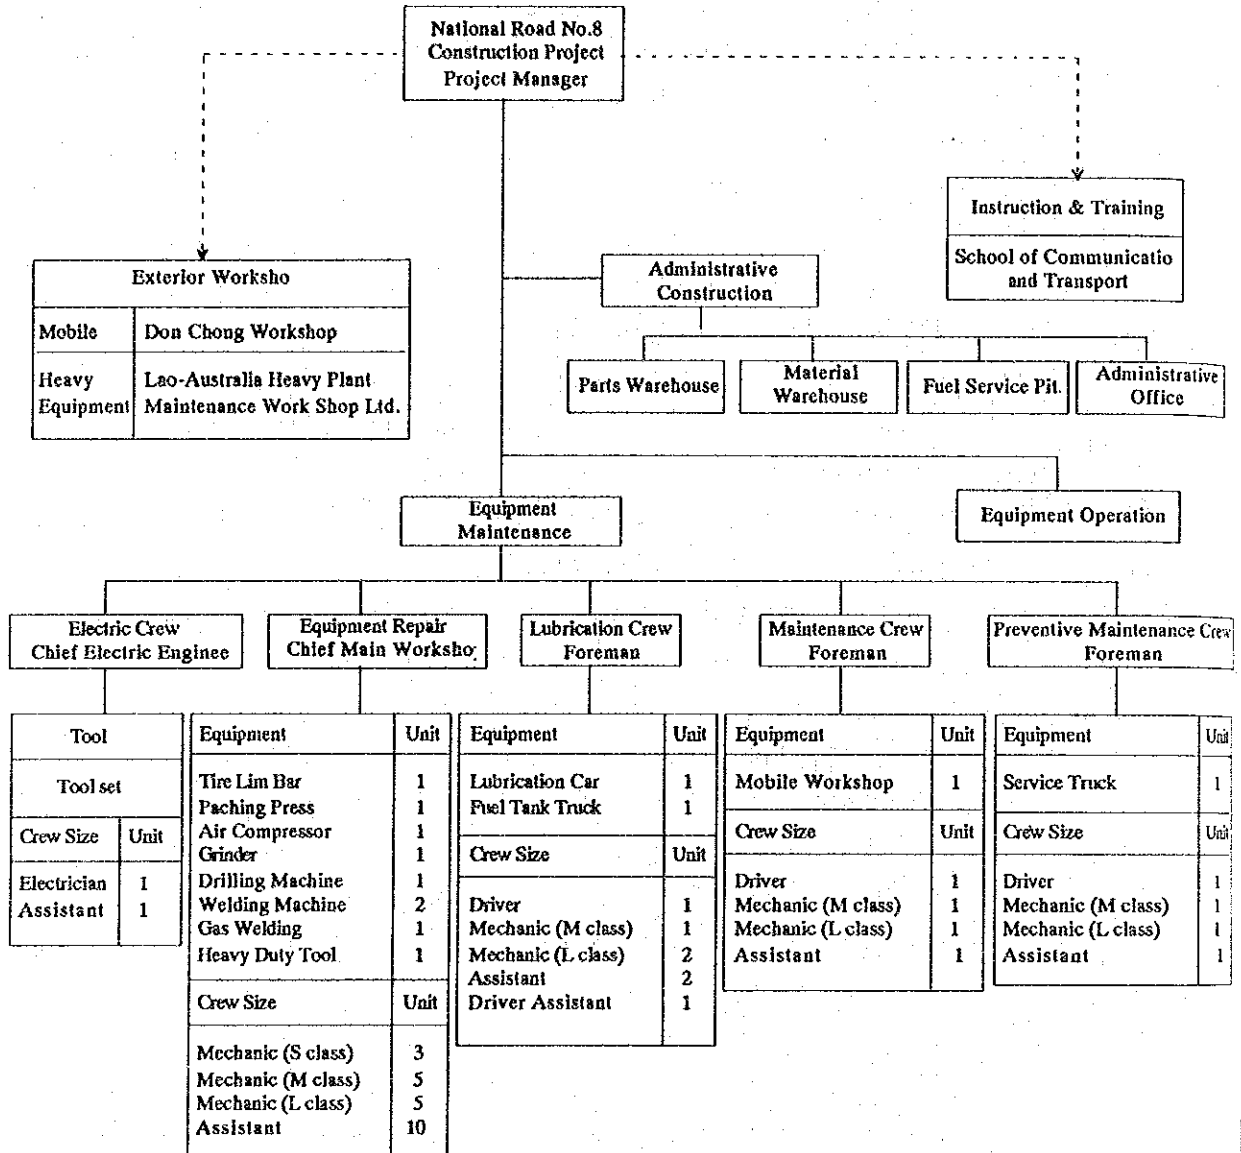 National Road No.8
Construction Project
Project Manager
Instruction & Training
School of Communicatio
and Transport
Exterior Worksho
Mobile Don Chong Workshop
Heavy Lao-Australia Heavy Plant
Equipment Maintenance Work Shop Ltd.
Administrative
Construction
Parts Warehouse
Material
Warehouse
Fuel Service Pit.
Administrative
Office
Equipment
Maintenance
Equipment Operation
Electric Crew
Chief Electric Enginee
Equipment Repair
Chief Main Worksho
Lubrication Crew
Foreman
Maintenance Crew
Foreman
Preventive Maintenance Crew
Foreman
Tool
Tool set
Crew Size Unit
Electrician 1
Assistant 1
Equipment Unit
Tire Lim Bar 1
Paching Press 1
Air Compressor 1
Grinder 1
Drilling Machine 1
Welding Machine 2
Gas Welding 1
Heavy Duty Tool 1
Crew Size Unit
Mechanic (S class) 3
Mechanic (M class) 5
Mechanic (L class) 5
Assistant 10
Equipment Unit
Lubrication Car 1
Fuel Tank Truck 1
Crew Size Unit
Driver 1
Mechanic (M class) 1
Mechanic (L class) 2
Assistant 2
Driver Assistant 1
Equipment Unit
Mobile Workshop 1
Crew Size Unit
Driver 1
Mechanic (M class) 1
Mechanic (L class) 1
Assistant 1
Equipment Unit
Service Truck 1
Crew Size Unit
Driver 1
Mechanic (M class) 1
Mechanic (L class) 1
Assistant 1